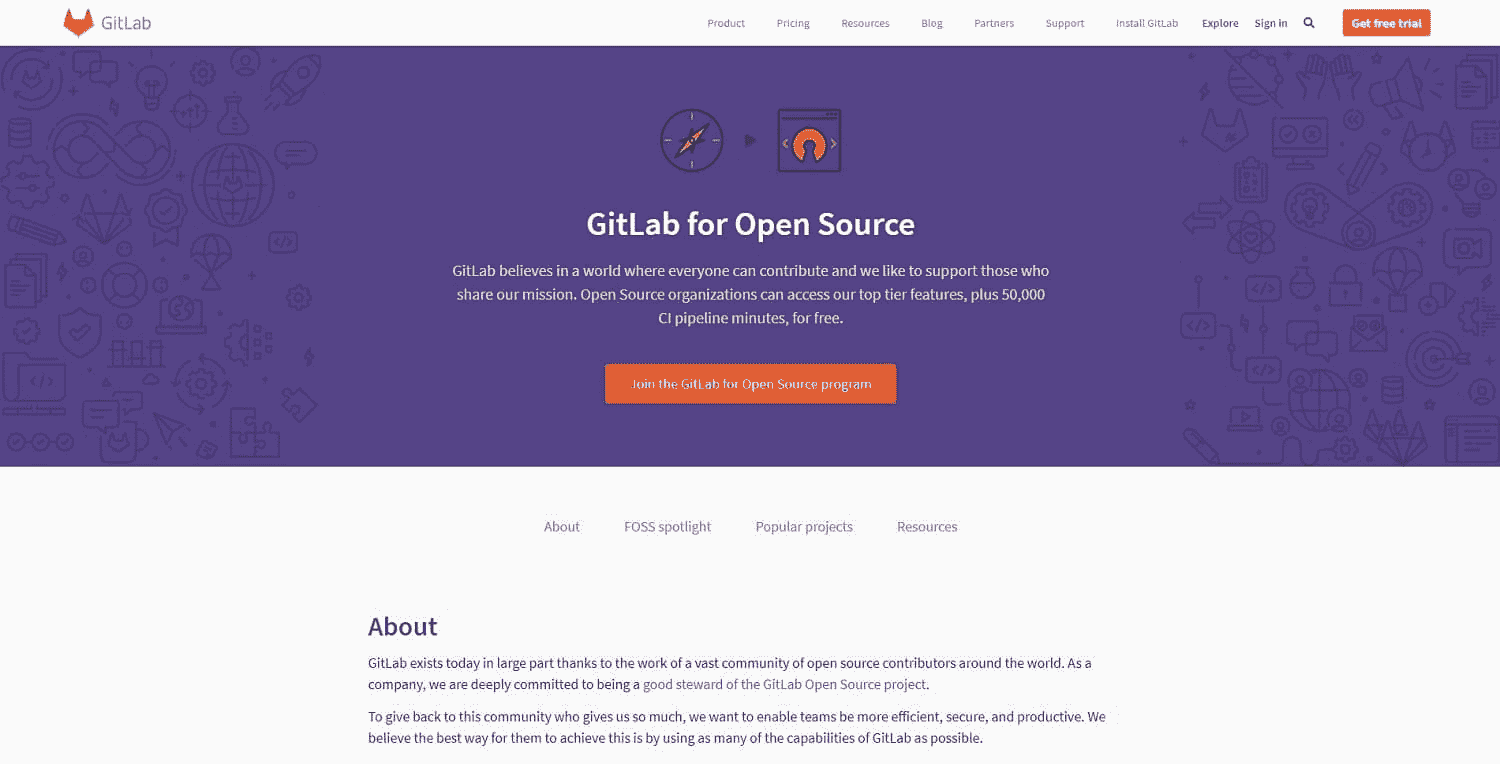 GitLab
Product Pricing Resources Blog Partners Support Install GitLab Explore Sign in Get free trial
GitLab for Open Source
GitLab believes in a world where everyone can contribute and we like to support those who
share our mission. Open Source organizations can access our top tier features, plus 50,000
CI pipeline minutes, for free.
Join the GitLab for Open Source program
About FOSS spotlight Popular projects Resources
About
GitLab exists today in large part thanks to the work of a vast community of open source contributors around the world. As a
company, we are deeply committed to being a good steward of the GitLab Open Source project.
To give back to this community who gives us so much, we want to enable teams be more efficient, secure, and productive. We
believe the best way for them to achieve this is by using as many of the capabilities of GitLab as possible.